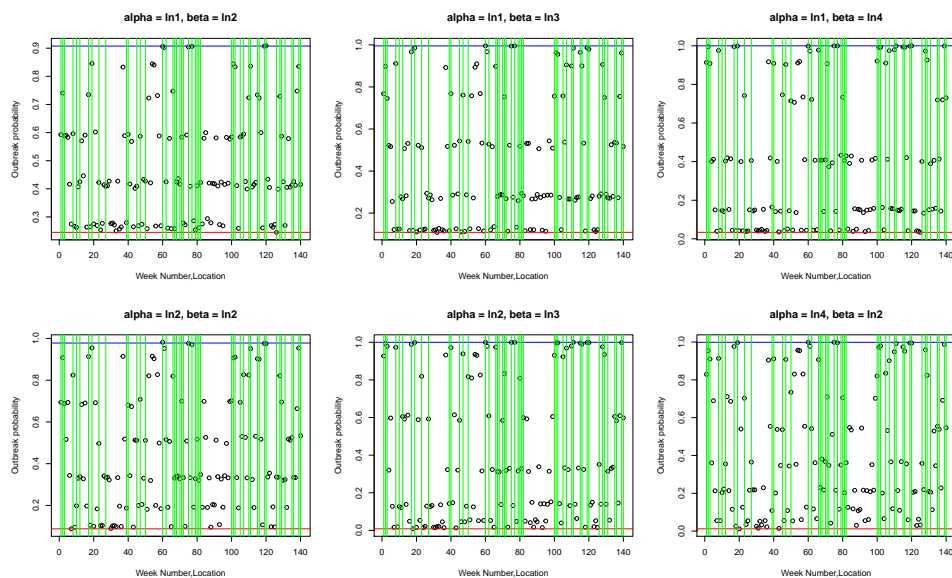 alpha = ln1, beta = ln2
Outbreak probability
0.3 0.4 0.5 0.6 0.7 0.8 0.9
0 20 40 60 80 100 120 140
Week Number,Location
alpha = ln1, beta = ln3
Outbreak probability
0.2 0.4 0.6 0.8 1.0
0 20 40 60 80 100 120 140
Week Number,Location
alpha = ln1, beta = ln4
Outbreak probability
0.0 0.2 0.4 0.6 0.8 1.0
0 20 40 60 80 100 120 140
Week Number,Location
alpha = ln2, beta = ln2
Outbreak probability
0.2 0.4 0.6 0.8 1.0
0 20 40 60 80 100 120 140
Week Number,Location
alpha = ln2, beta = ln3
Outbreak probability
0.0 0.2 0.4 0.6 0.8 1.0
0 20 40 60 80 100 120 140
Week Number,Location
alpha = ln4, beta = ln2
Outbreak probability
0.0 0.2 0.4 0.6 0.8 1.0
0 20 40 60 80 100 120 140
Week Number,Location